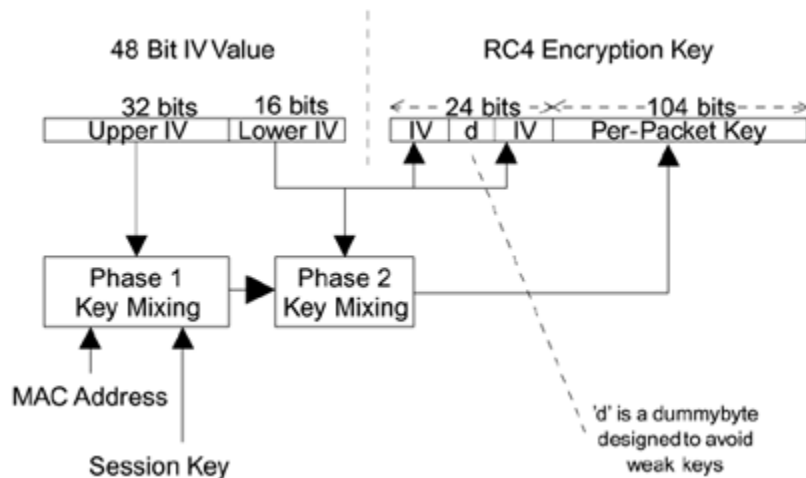 48 Bit IV Value
RC4 Encryption Key
32 bits
16 bits
24 bits
104 bits
Upper IV
Lower IV
IV
d
IV
Per-Packet Key
Phase 1
Key Mixing
Phase 2
Key Mixing
MAC Address
Session Key
'd' is a dummybyte
designed to avoid
weak keys